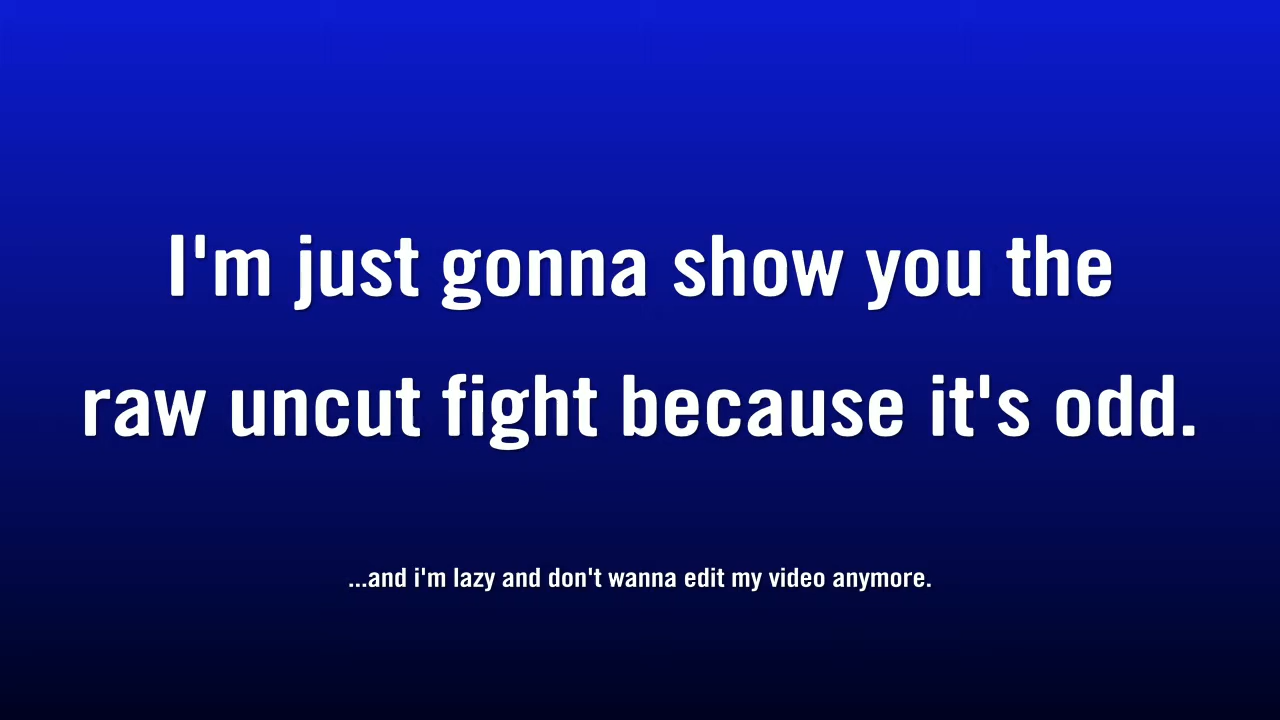 I'm just gonna show you the
raw uncut fight because it's odd.
...and i'm lazy and don't wanna edit my video anymore.